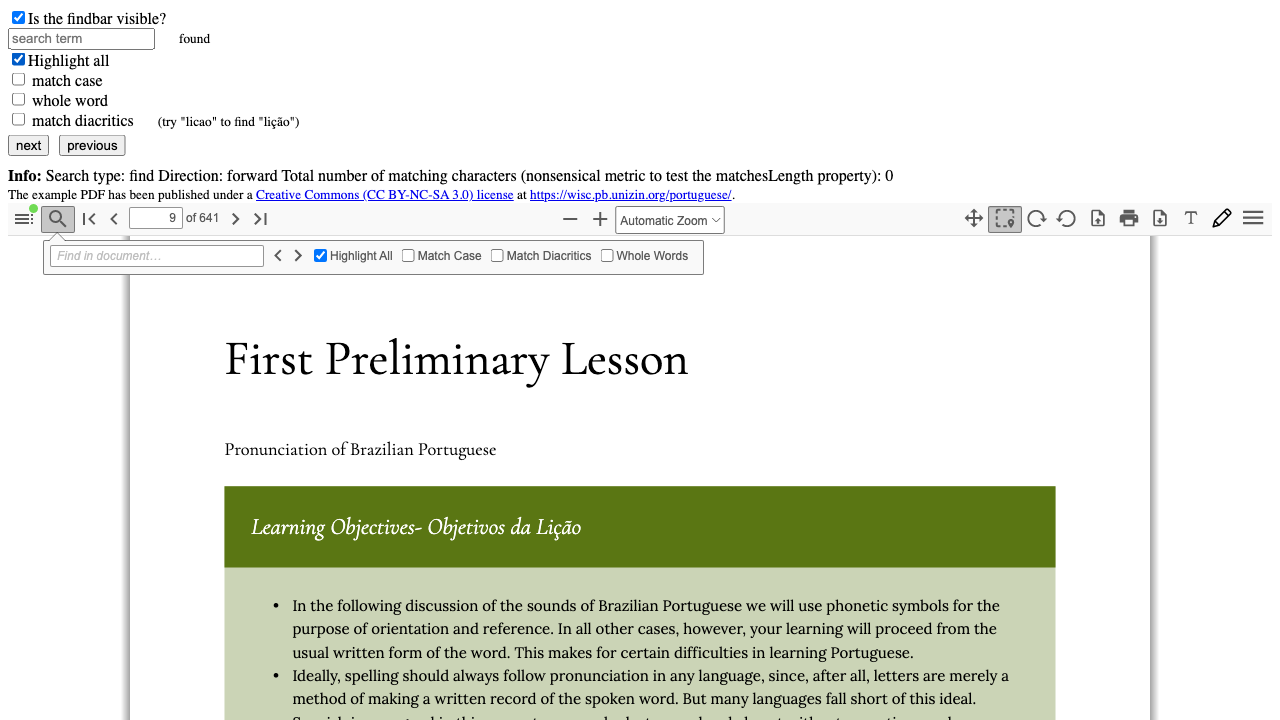 Is the findbar visible?
search term found
Highlight all
match case
whole word
match diacritics (try "licao" to find "lição")
next previous
Info: Search type: find Direction: forward Total number of matching characters (nonsensical metric to test the matchesLength property): 0
The example PDF has been published under a Creative Commons (CC BY-NC-SA 3.0) license at https://wisc.pb.unizin.org/portuguese/.
9 of 641 Automatic Zoom
Find in document… Highlight All Match Case Match Diacritics Whole Words
First Preliminary Lesson
Pronunciation of Brazilian Portuguese
Learning Objectives- Objetivos da Lição
• In the following discussion of the sounds of Brazilian Portuguese we will use phonetic symbols for the
purpose of orientation and reference. In all other cases, however, your learning will proceed from the
usual written form of the word. This makes for certain difficulties in learning Portuguese.
• Ideally, spelling should always follow pronunciation in any language, since, after all, letters are merely a
method of making a written record of the spoken word. But many languages fall short of this ideal.